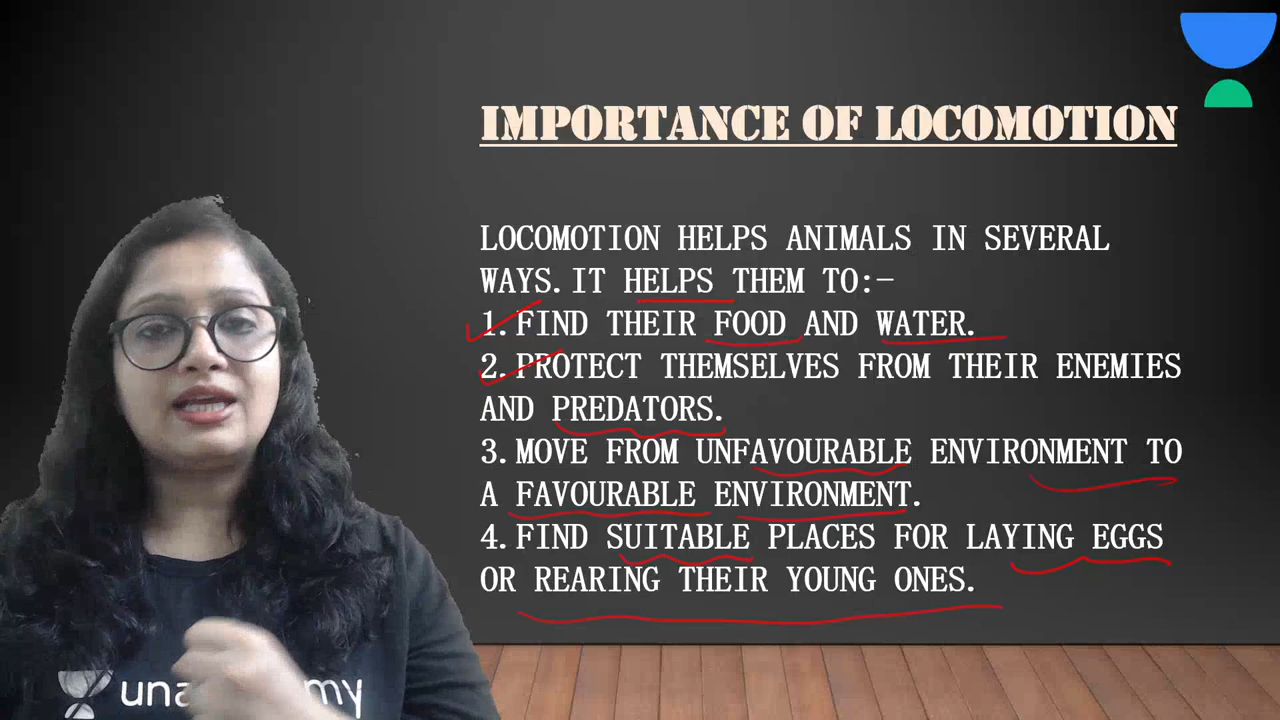 IMPORTANCE OF LOCOMOTION
LOCOMOTION HELPS ANIMALS IN SEVERAL
WAYS. IT HELPS THEM TO:-
1. FIND THEIR FOOD AND WATER.
2. PROTECT THEMSELVES FROM THEIR ENEMIES
AND PREDATORS.
3. MOVE FROM UNFAVOURABLE ENVIRONMENT TO
A FAVOURABLE ENVIRONMENT.
4. FIND SUITABLE PLACES FOR LAYING EGGS
OR REARING THEIR YOUNG ONES.